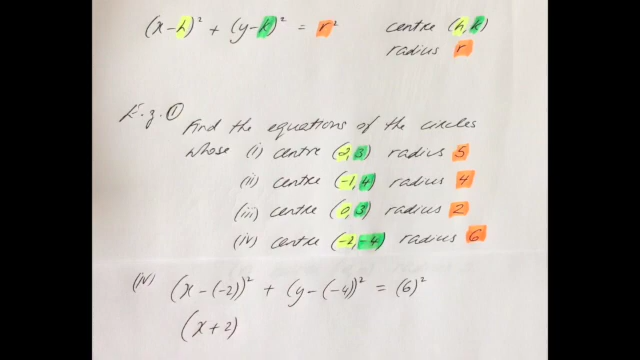 (x-h)² + (y-k)² = r² centre (h, k)
radius r
E.g. ① Find the equations of the circles
whose (i) centre (2, 3) radius 5
(ii) centre (-1, 4) radius 4
(iii) centre (0, 3) radius 2
(iv) centre (-2, -4) radius 6
(iv) (x-(-2))² + (y-(-4))² = (6)²
(x+2)